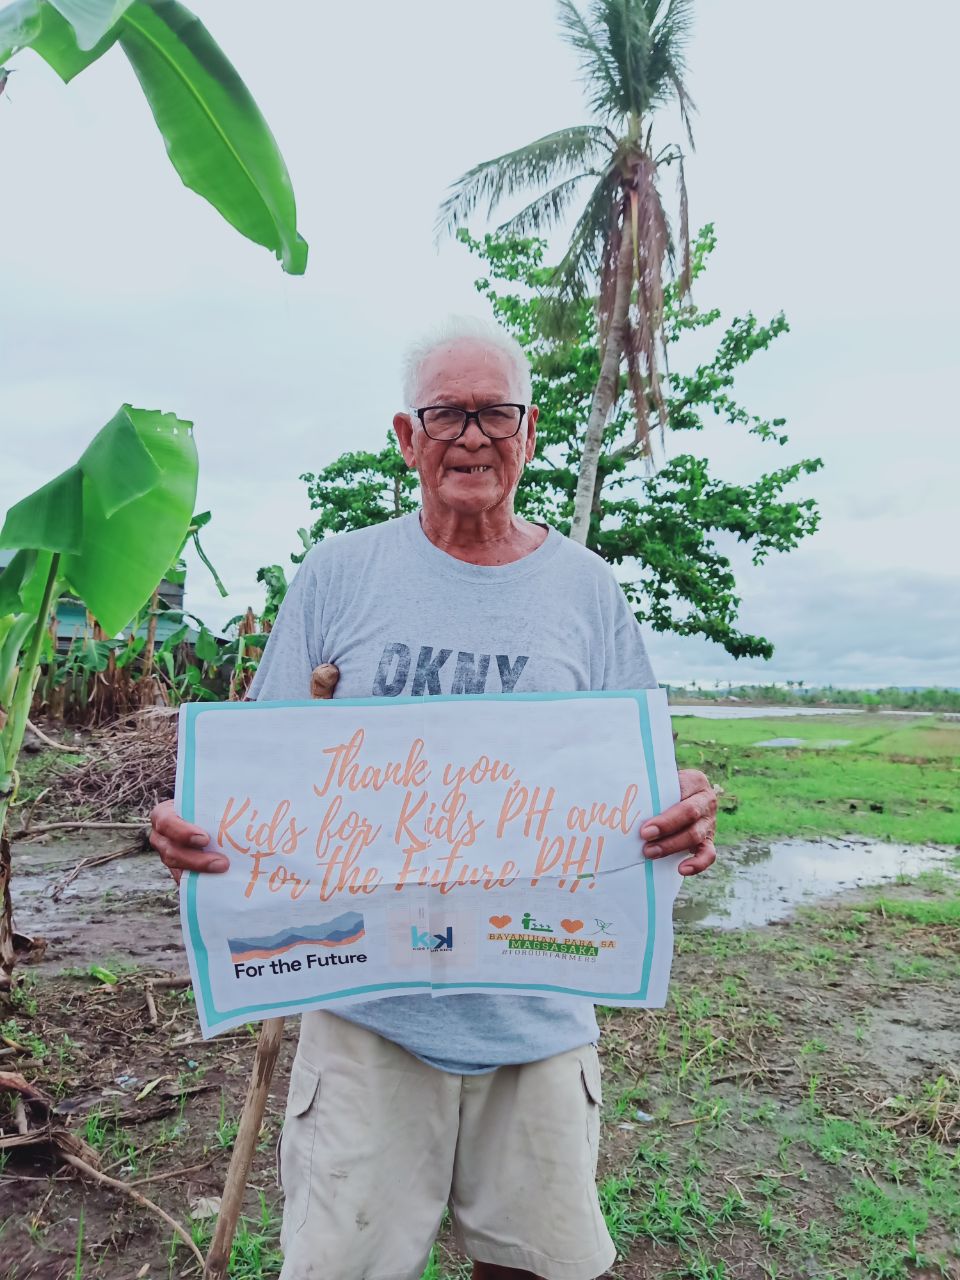 DKNY
Thank you,
Kids for Kids PH and
For the Future PH!
For the Future
kk
BAYANIHAN PARA SA
MAGSASAKA
#FOROURFARMERS